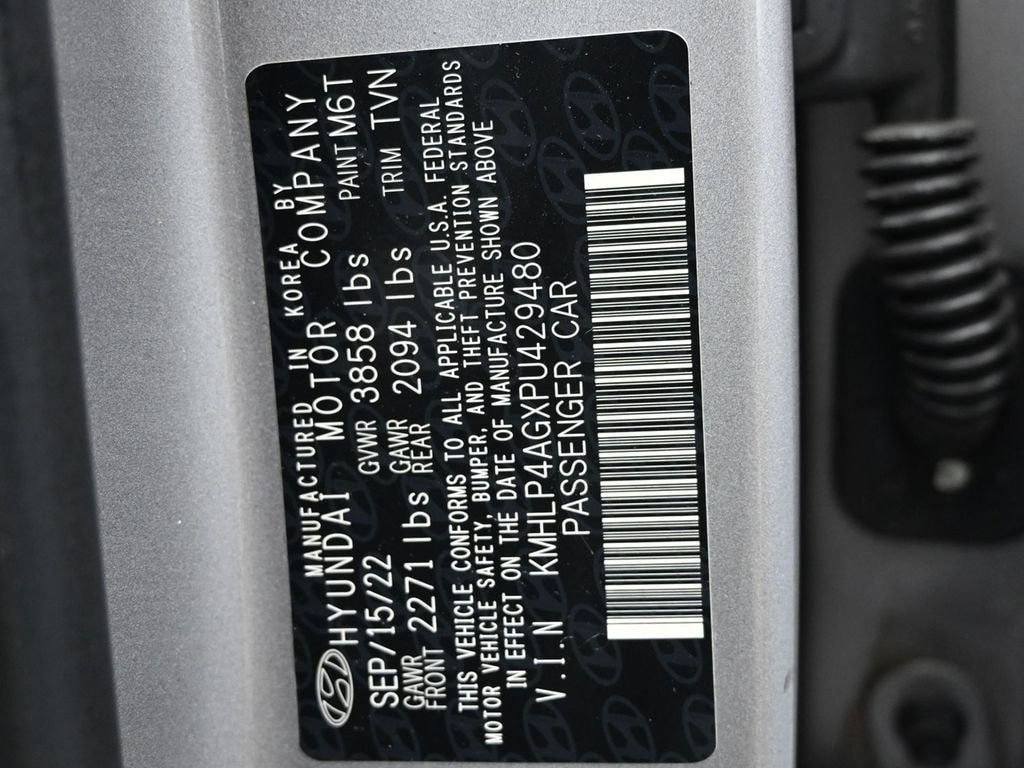 MANUFACTURED IN KOREA BY
HYUNDAI MOTOR COMPANY
SEP/15/22 GVWR 3858 lbs PAINT M6T
GAWR FRONT 2271 lbs GAWR REAR 2094 lbs TRIM TVN
THIS VEHICLE CONFORMS TO ALL APPLICABLE U.S.A. FEDERAL
MOTOR VEHICLE SAFETY, BUMPER, AND THEFT PREVENTION STANDARDS
IN EFFECT ON THE DATE OF MANUFACTURE SHOWN ABOVE
V.I.N KMHLP4AGXPU429480
PASSENGER CAR